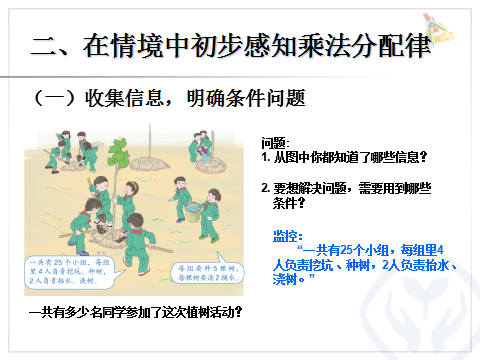 二、在情境中初步感知乘法分配律
（一）收集信息，明确条件问题
问题：
1. 从图中你都知道了哪些信息？
2. 要想解决问题，需要用到哪些
条件？
监控：
“一共有25个小组，每组里4
人负责挖坑、种树，2人负责抬水、
浇树。”
一共有 25 个小组，每组
里 4 人负责挖坑、种树，
2 人负责抬水、浇树。
每组要种 5 棵树，
每棵树要浇 2 桶水。
一共有多少名同学参加了这次植树活动？